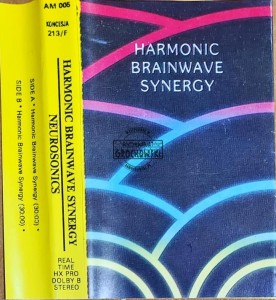 AM 006
KONCESJA
213/F
HARMONIC BRAINWAVE SYNERGY
NEUROSONICS
SIDE A * Harmonic Brainwave Synergy (30:00) *
SIDE B * Harmonic Brainwave Synergy (30:00) *
REAL
TIME
HX PRO
DOLBY B
STEREO
HARMONIC
BRAINWAVE
SYNERGY
GROCHOWSKI